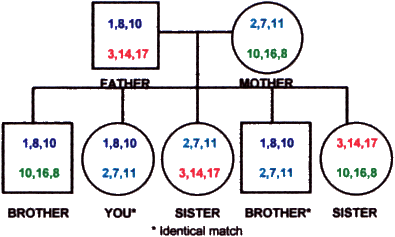 1,8,10
3,14,17
FATHER
2,7,11
10,16,8
MOTHER
1,8,10
10,16,8
BROTHER
1,8,10
2,7,11
YOU*
2,7,11
3,14,17
SISTER
1,8,10
2,7,11
BROTHER*
3,14,17
10,16,8
SISTER
* identical match